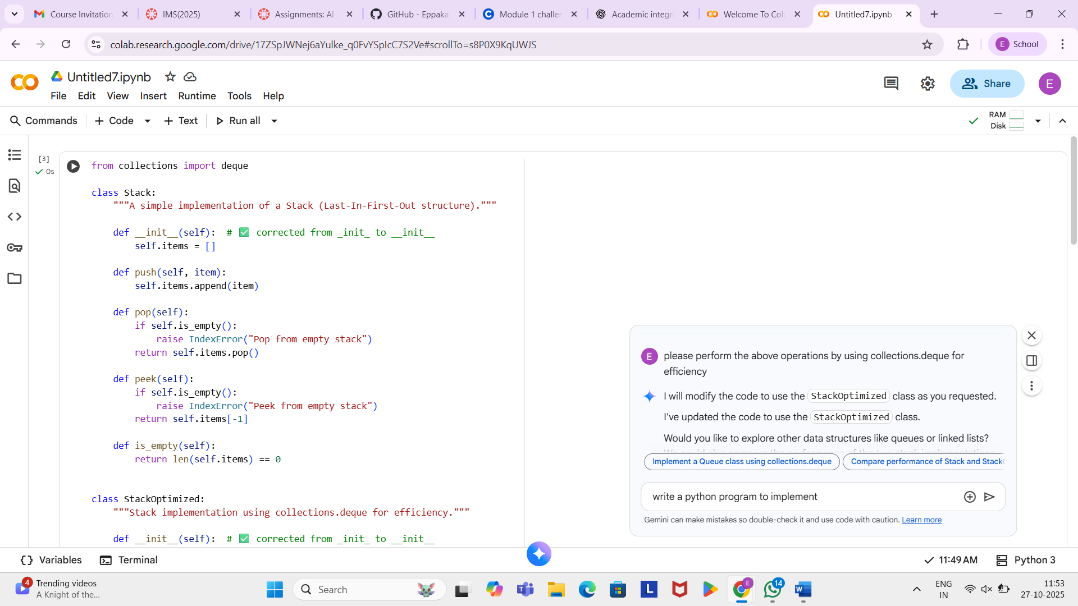 Course Invitation
IMS(2025)
Assignments: AI
GitHub - Eppaka
Module 1 challen
Academic integr
Welcome To Cola
Untitled7.ipynb
colab.research.google.com/drive/17ZSpJWNej6aYulke_q0FvYSpIcC7S2Ve#scrollTo=s8P0X9KqUWJS
E School
Untitled7.ipynb
File Edit View Insert Runtime Tools Help
Share
E
Commands + Code + Text Run all
RAM
Disk
[3]
0s
from collections import deque
class Stack:
"""A simple implementation of a Stack (Last-In-First-Out structure)."""
def __init__(self): # ✅ corrected from _init_ to __init__
self.items = []
def push(self, item):
self.items.append(item)
def pop(self):
if self.is_empty():
raise IndexError("Pop from empty stack")
return self.items.pop()
def peek(self):
if self.is_empty():
raise IndexError("Peek from empty stack")
return self.items[-1]
def is_empty(self):
return len(self.items) == 0
class StackOptimized:
"""Stack implementation using collections.deque for efficiency."""
def __init__(self): # ✅ corrected from _init_ to __init__
E please perform the above operations by using collections.deque for
efficiency
I will modify the code to use the StackOptimized class as you requested.
I've updated the code to use the StackOptimized class.
Would you like to explore other data structures like queues or linked lists?
Implement a Queue class using collections.deque
Compare performance of Stack and Stack
write a python program to implement
Gemini can make mistakes so double-check it and use code with caution. Learn more
Variables Terminal
11:49 AM Python 3
4
Trending videos
A Knight of the...
Search
L
E
14
ENG
IN
11:53
27-10-2025